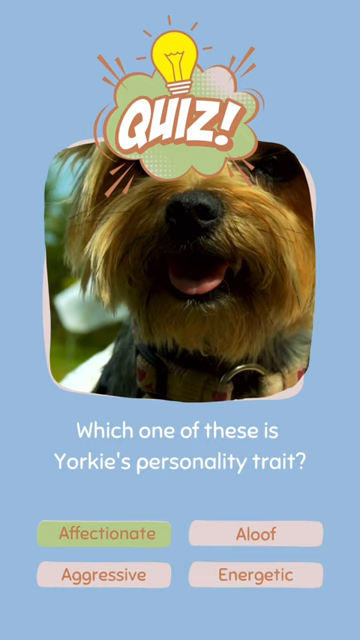 QUIZ!
Which one of these is
Yorkie's personality trait?
Affectionate
Aloof
Aggressive
Energetic